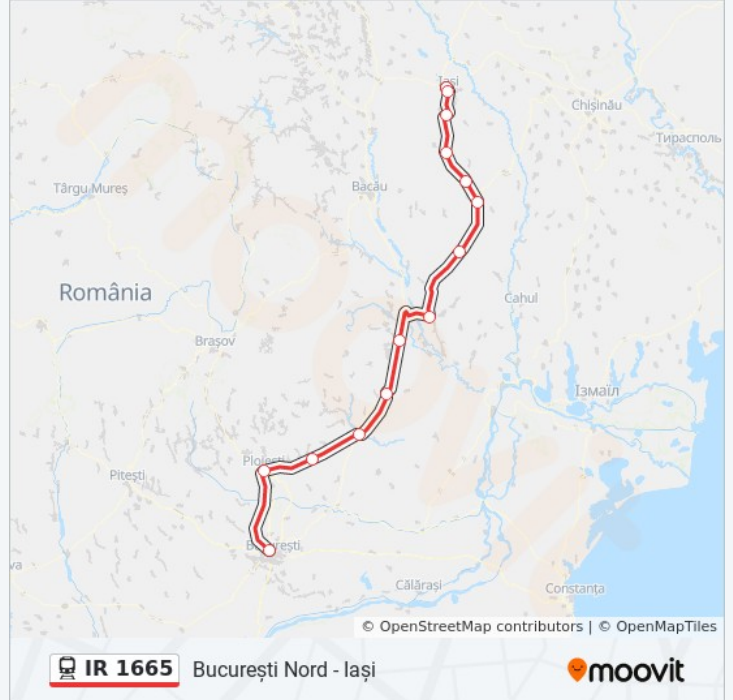 Iași
Chișinău
Тирасполь
Târgu Mureș
Bacău
România
Cahul
Brașov
Ізмаїл
Ploiești
Pitești
București
Călărași
Constanța
© OpenStreetMap contributors | © OpenMapTiles
IR 1665 București Nord - Iași
moovit